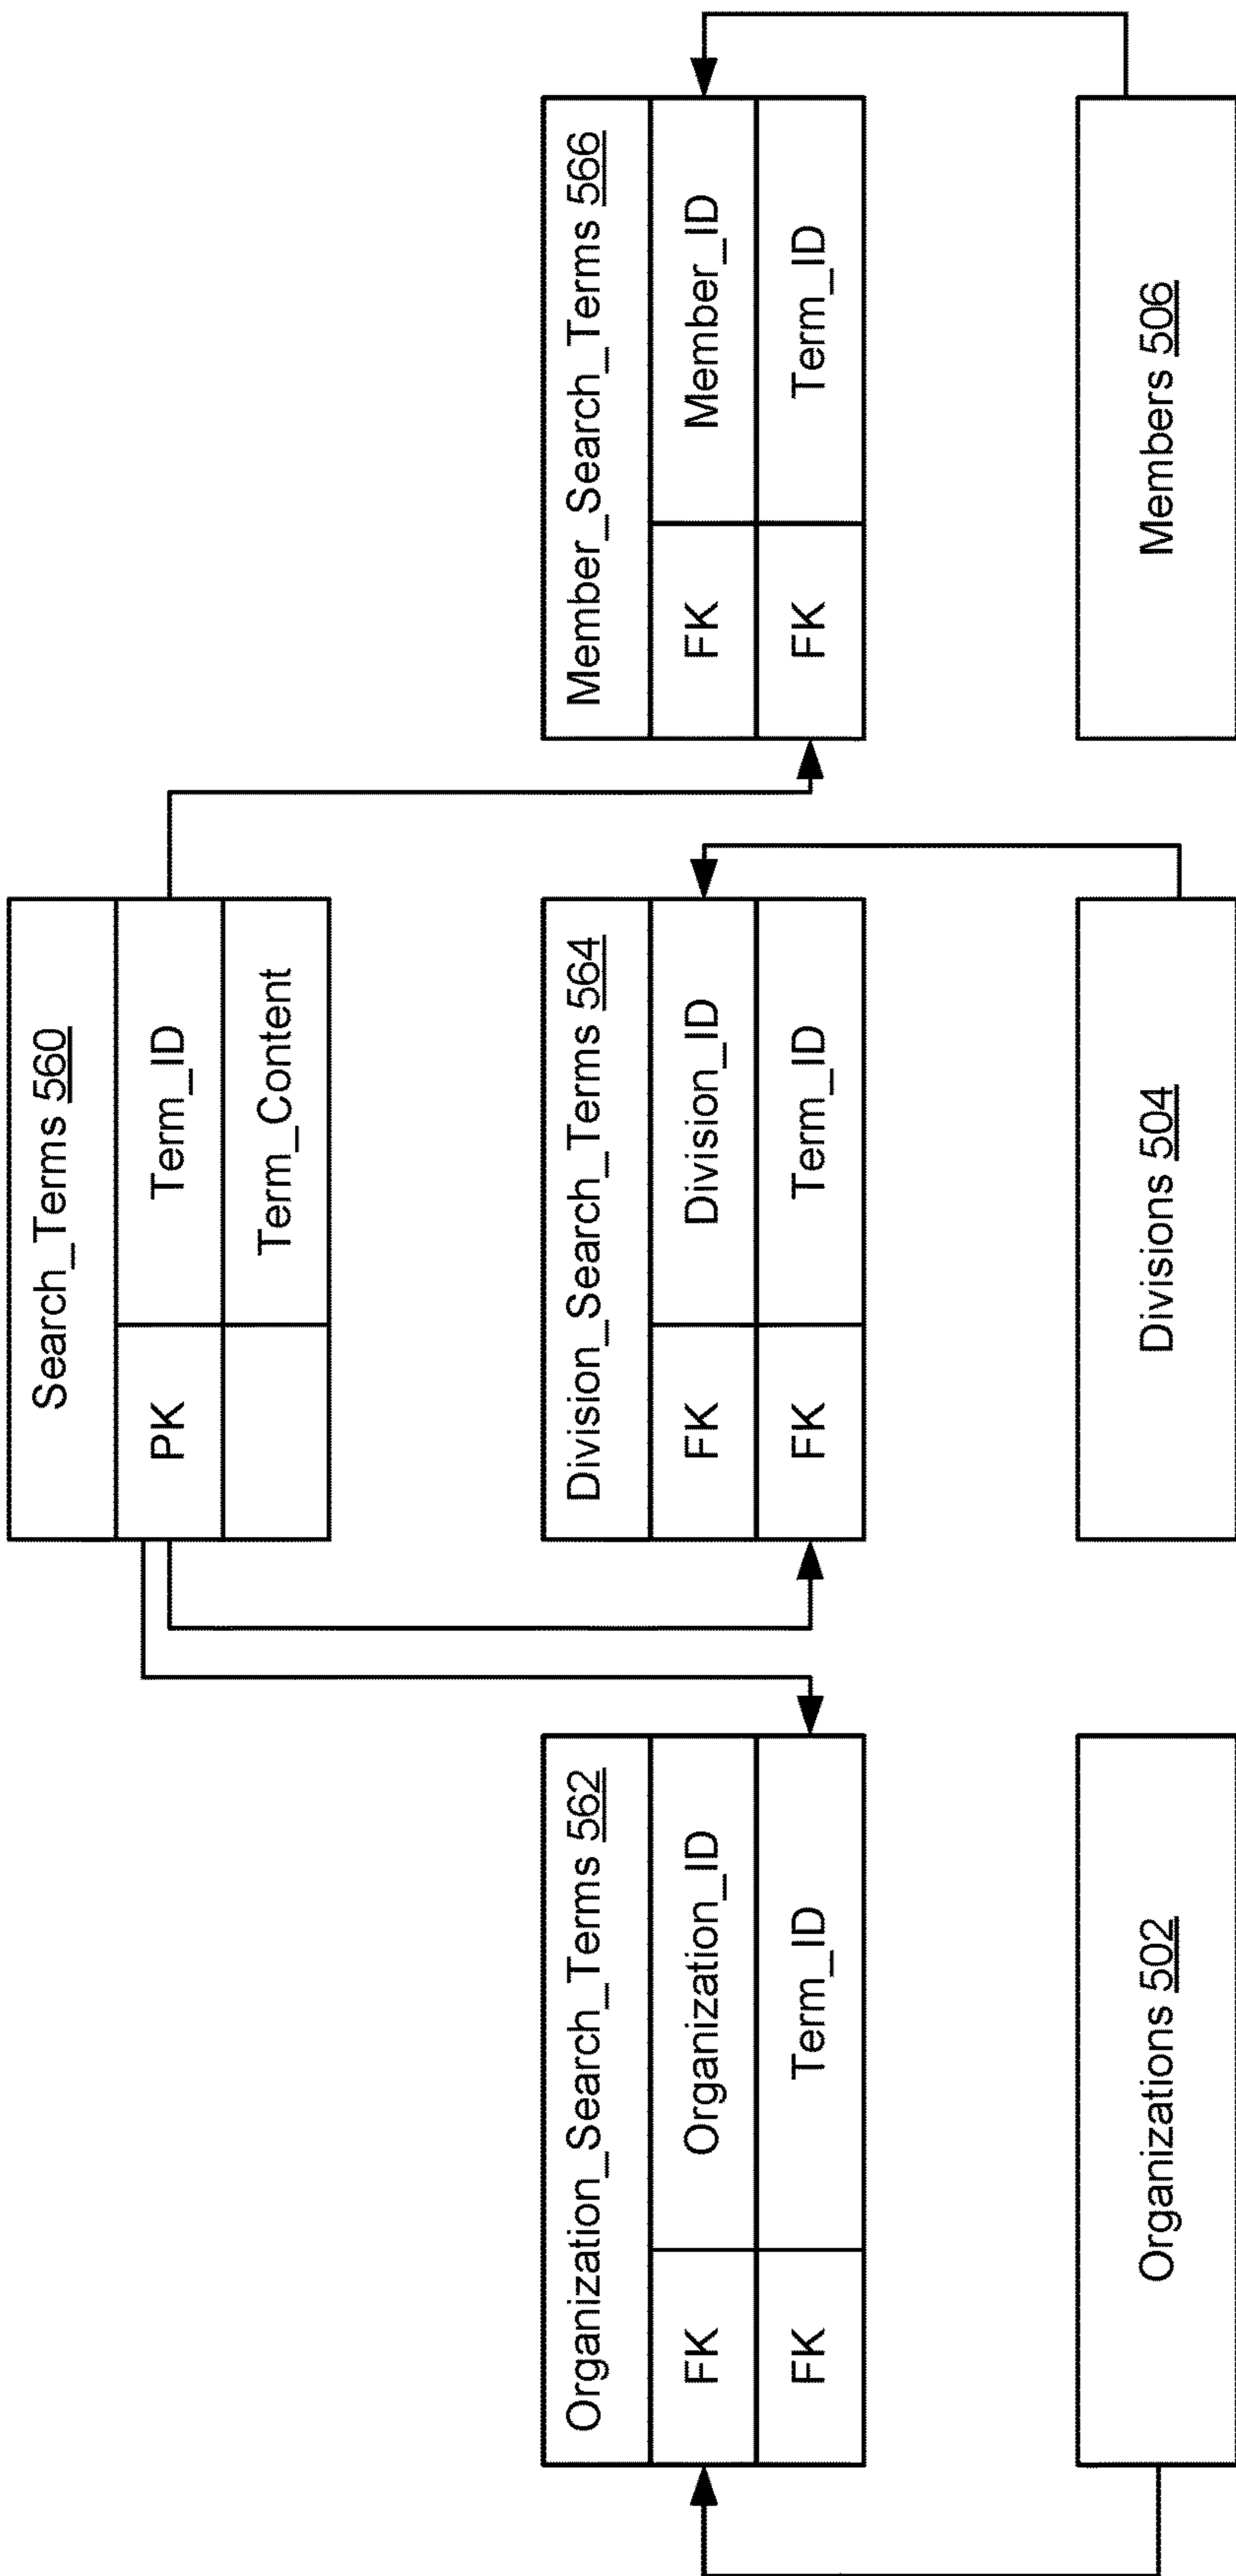 Search_Terms 560
PK Term_ID
Term_Content
Organization_Search_Terms 562
FK Organization_ID
FK Term_ID
Division_Search_Terms 564
FK Division_ID
FK Term_ID
Member_Search_Terms 566
FK Member_ID
FK Term_ID
Organizations 502
Divisions 504
Members 506